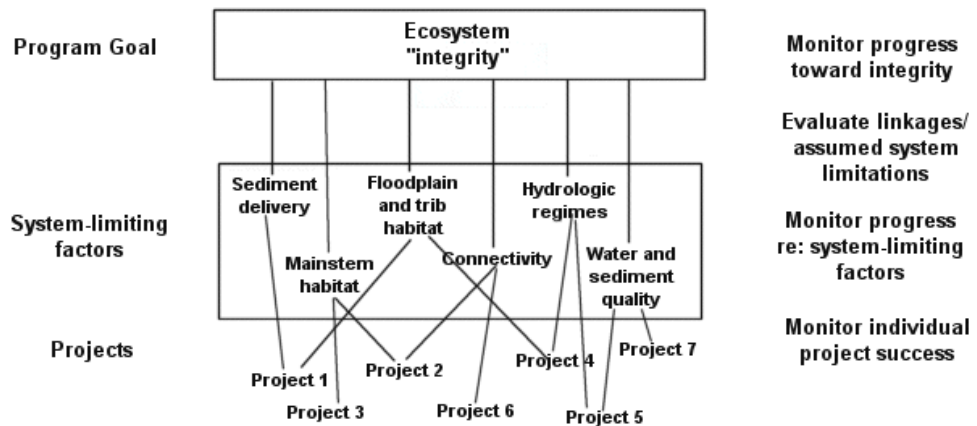 Program Goal
Ecosystem
"integrity"
Monitor progress
toward integrity
Evaluate linkages/
assumed system
limitations
System-limiting
factors
Sediment
delivery
Floodplain
and trib
habitat
Hydrologic
regimes
Mainstem
habitat
Connectivity
Water and
sediment
quality
Monitor progress
re: system-limiting
factors
Projects
Project 1
Project 2
Project 3
Project 4
Project 5
Project 6
Project 7
Monitor individual
project success